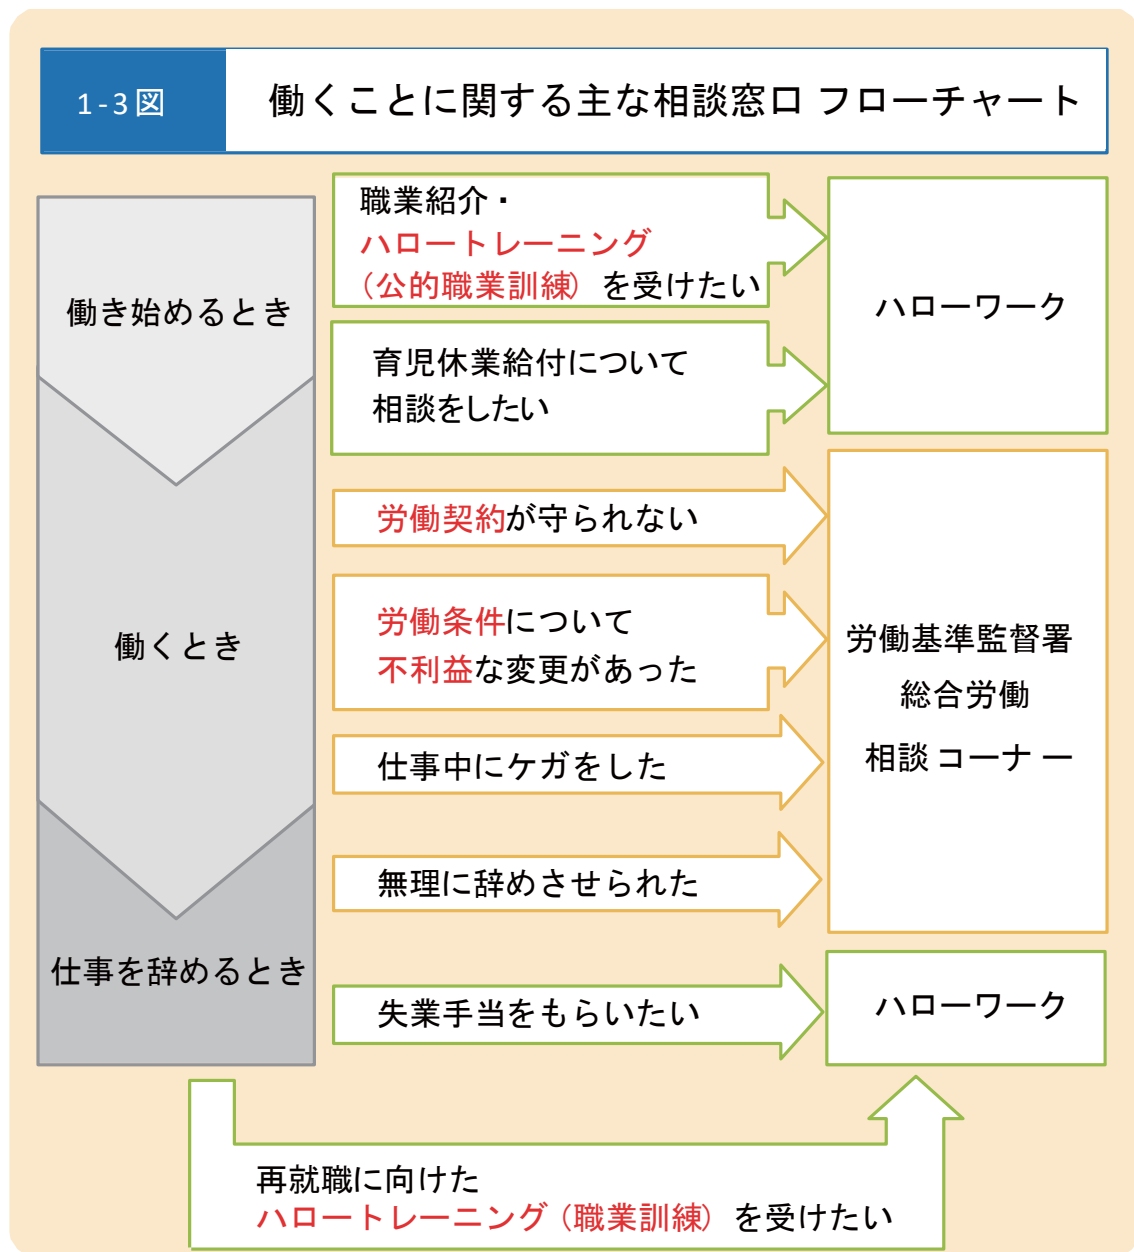 1-3図
働くことに関する主な相談窓口 フローチャート
働き始めるとき
職業紹介・
ハロートレーニング
(公的職業訓練) を受けたい
育児休業給付について
相談をしたい
ハローワーク
働くとき
労働契約が守られない
労働条件について
不利益な変更があった
仕事中にケガをした
無理に辞めさせられた
労働基準監督署
総合労働
相談 コーナー
仕事を辞めるとき
失業手当をもらいたい
ハローワーク
再就職に向けた
ハロートレーニング (職業訓練) を受けたい